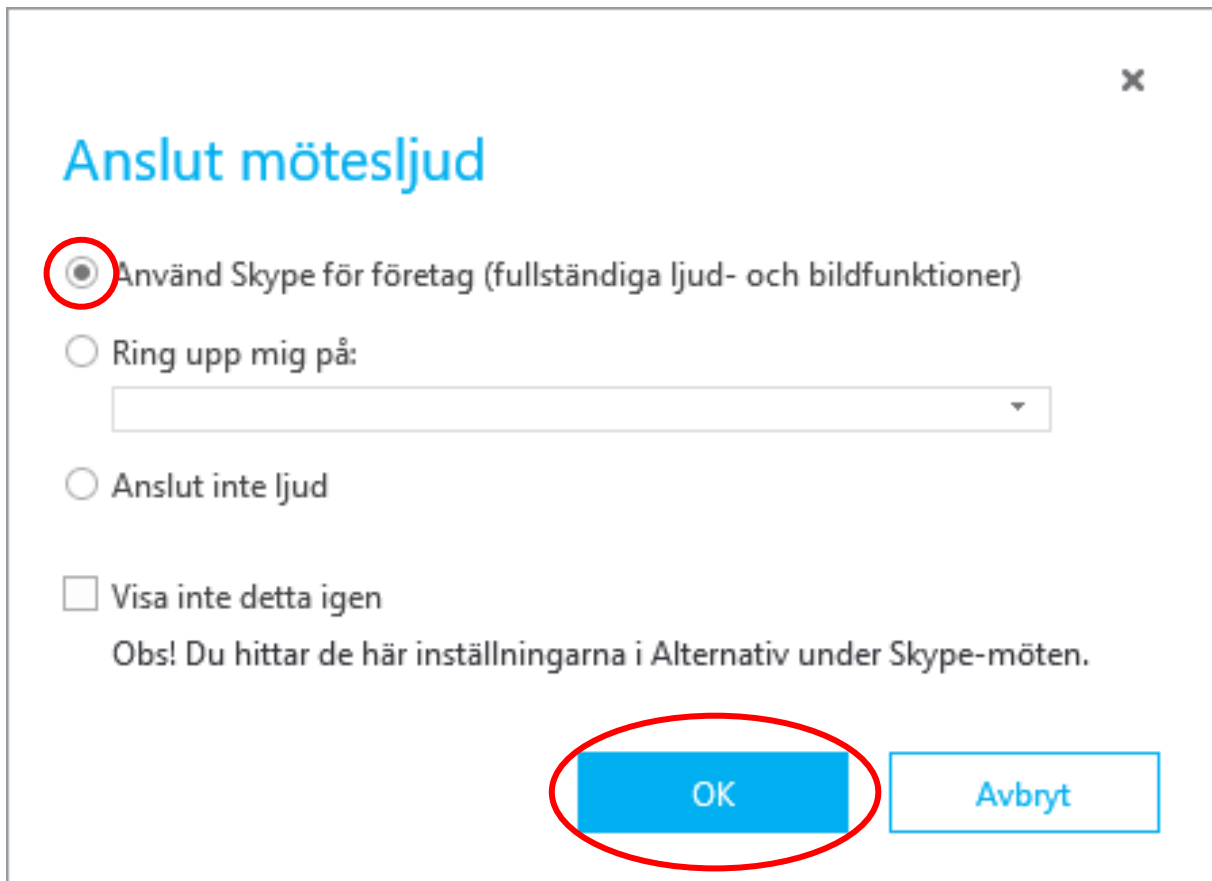 Anslut mötesljud
Använd Skype för företag (fullständiga ljud- och bildfunktioner)
Ring upp mig på:
Anslut inte ljud
Visa inte detta igen
Obs! Du hittar de här inställningarna i Alternativ under Skype-möten.
OK
Avbryt